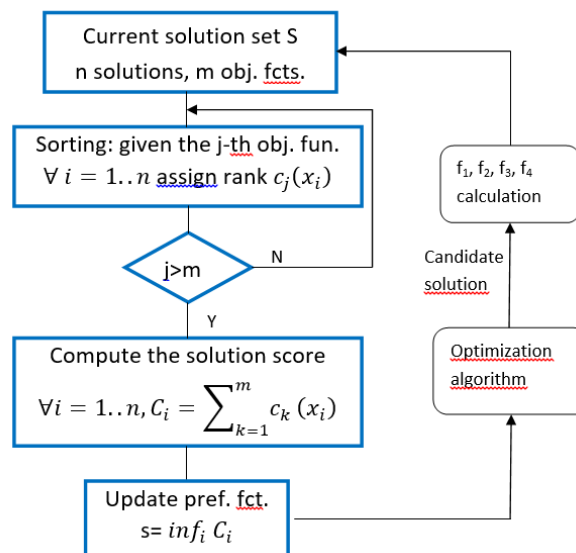 Current solution set S
n solutions, m obj. fcts.
Sorting: given the j-th obj. fun.
∀ i = 1..n assign rank c_j(x_i)
j>m
N
Y
Compute the solution score
∀i = 1..n, C_i = ∑_{k=1}^{m} c_k (x_i)
Update pref. fct.
s= inf_i C_i
f₁, f₂, f₃, f₄
calculation
Candidate
solution
Optimization
algorithm